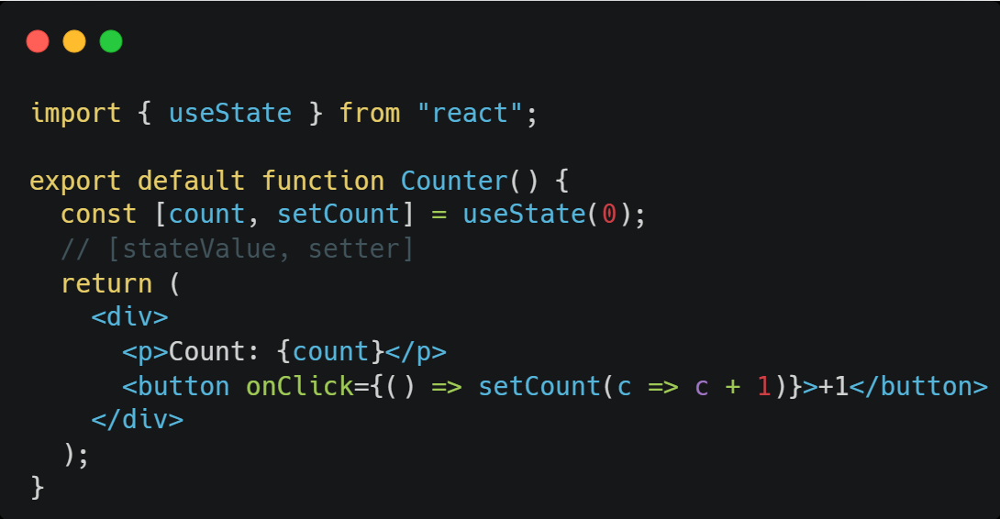 import { useState } from "react";

export default function Counter() {
  const [count, setCount] = useState(0);
  // [stateValue, setter]
  return (
    <div>
      <p>Count: {count}</p>
      <button onClick={() => setCount(c => c + 1)}>+1</button>
    </div>
  );
}